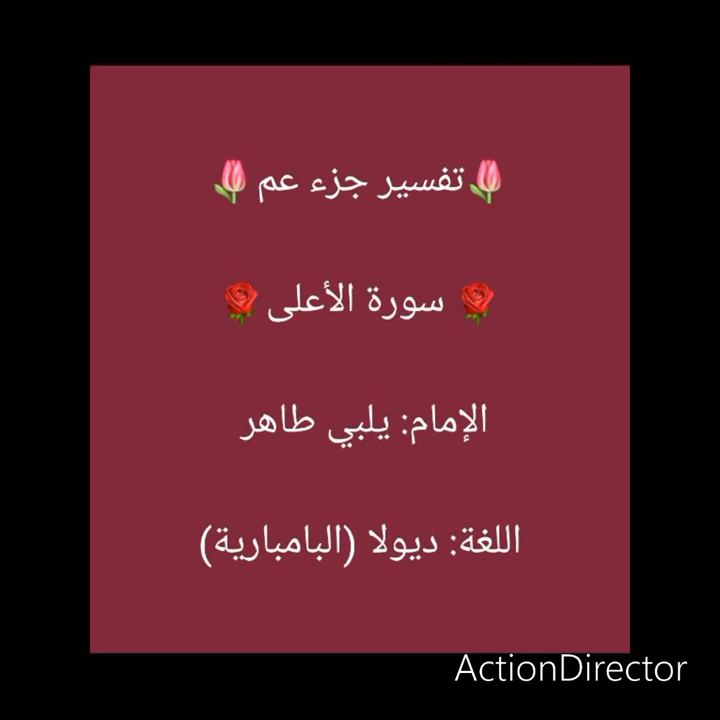 🌷تفسير جزء عم 🌷
🌹 سورة الأعلى 🌹
الإمام: يلبي طاهر
اللغة: ديولا (البامبارية)
ActionDirector